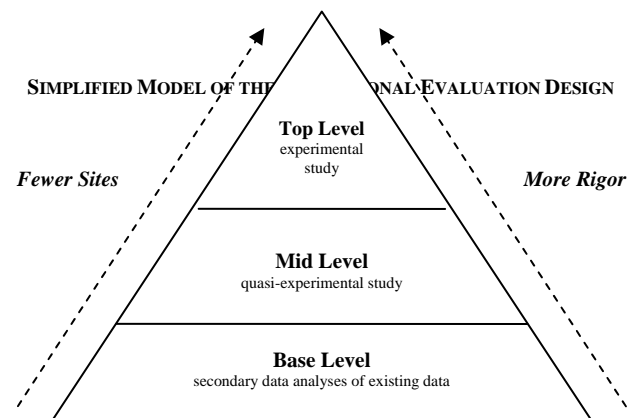 SIMPLIFIED MODEL OF THE EVALUATION DESIGN
Top Level
experimental
study
Fewer Sites
More Rigor
Mid Level
quasi-experimental study
Base Level
secondary data analyses of existing data